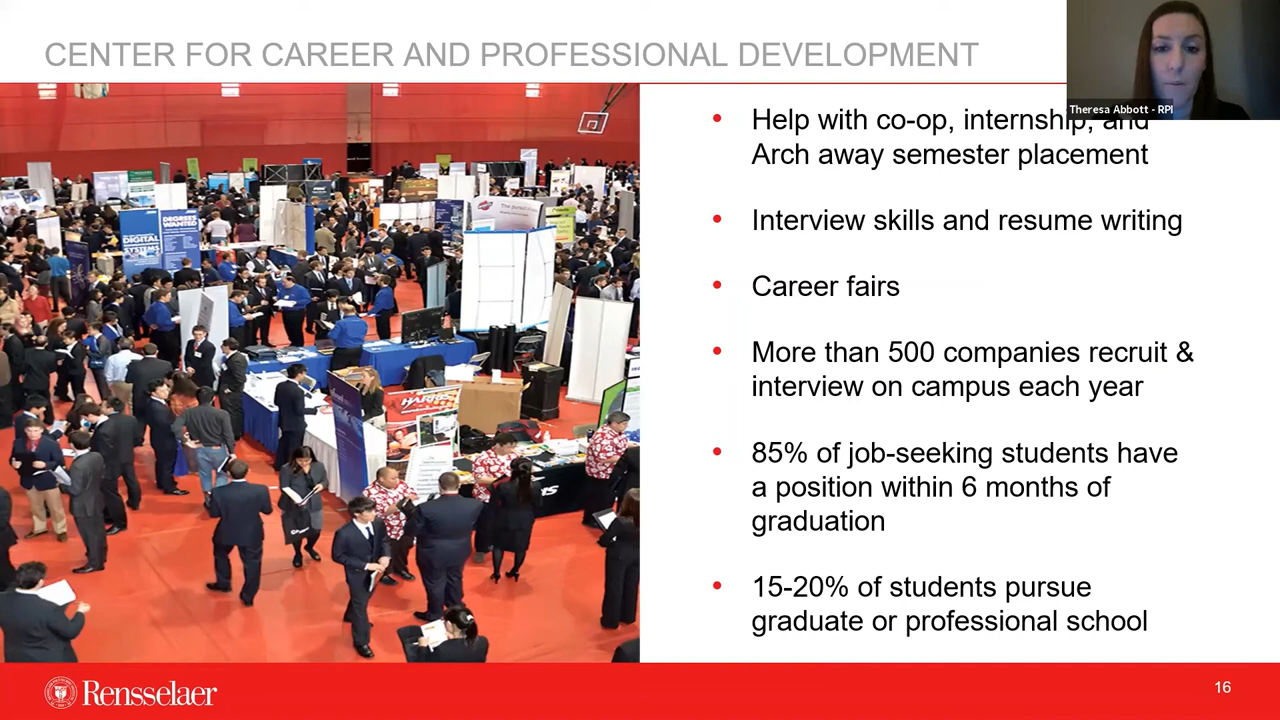 CENTER FOR CAREER AND PROFESSIONAL DEVELOPMENT
Theresa Abbott - RPI
• Help with co-op, internship, and
Arch away semester placement
• Interview skills and resume writing
• Career fairs
• More than 500 companies recruit &
interview on campus each year
• 85% of job-seeking students have
a position within 6 months of
graduation
• 15-20% of students pursue
graduate or professional school
DIGITAL
SYSTEMS
DEGREES
WANTED
HARRIS
Rensselaer
16